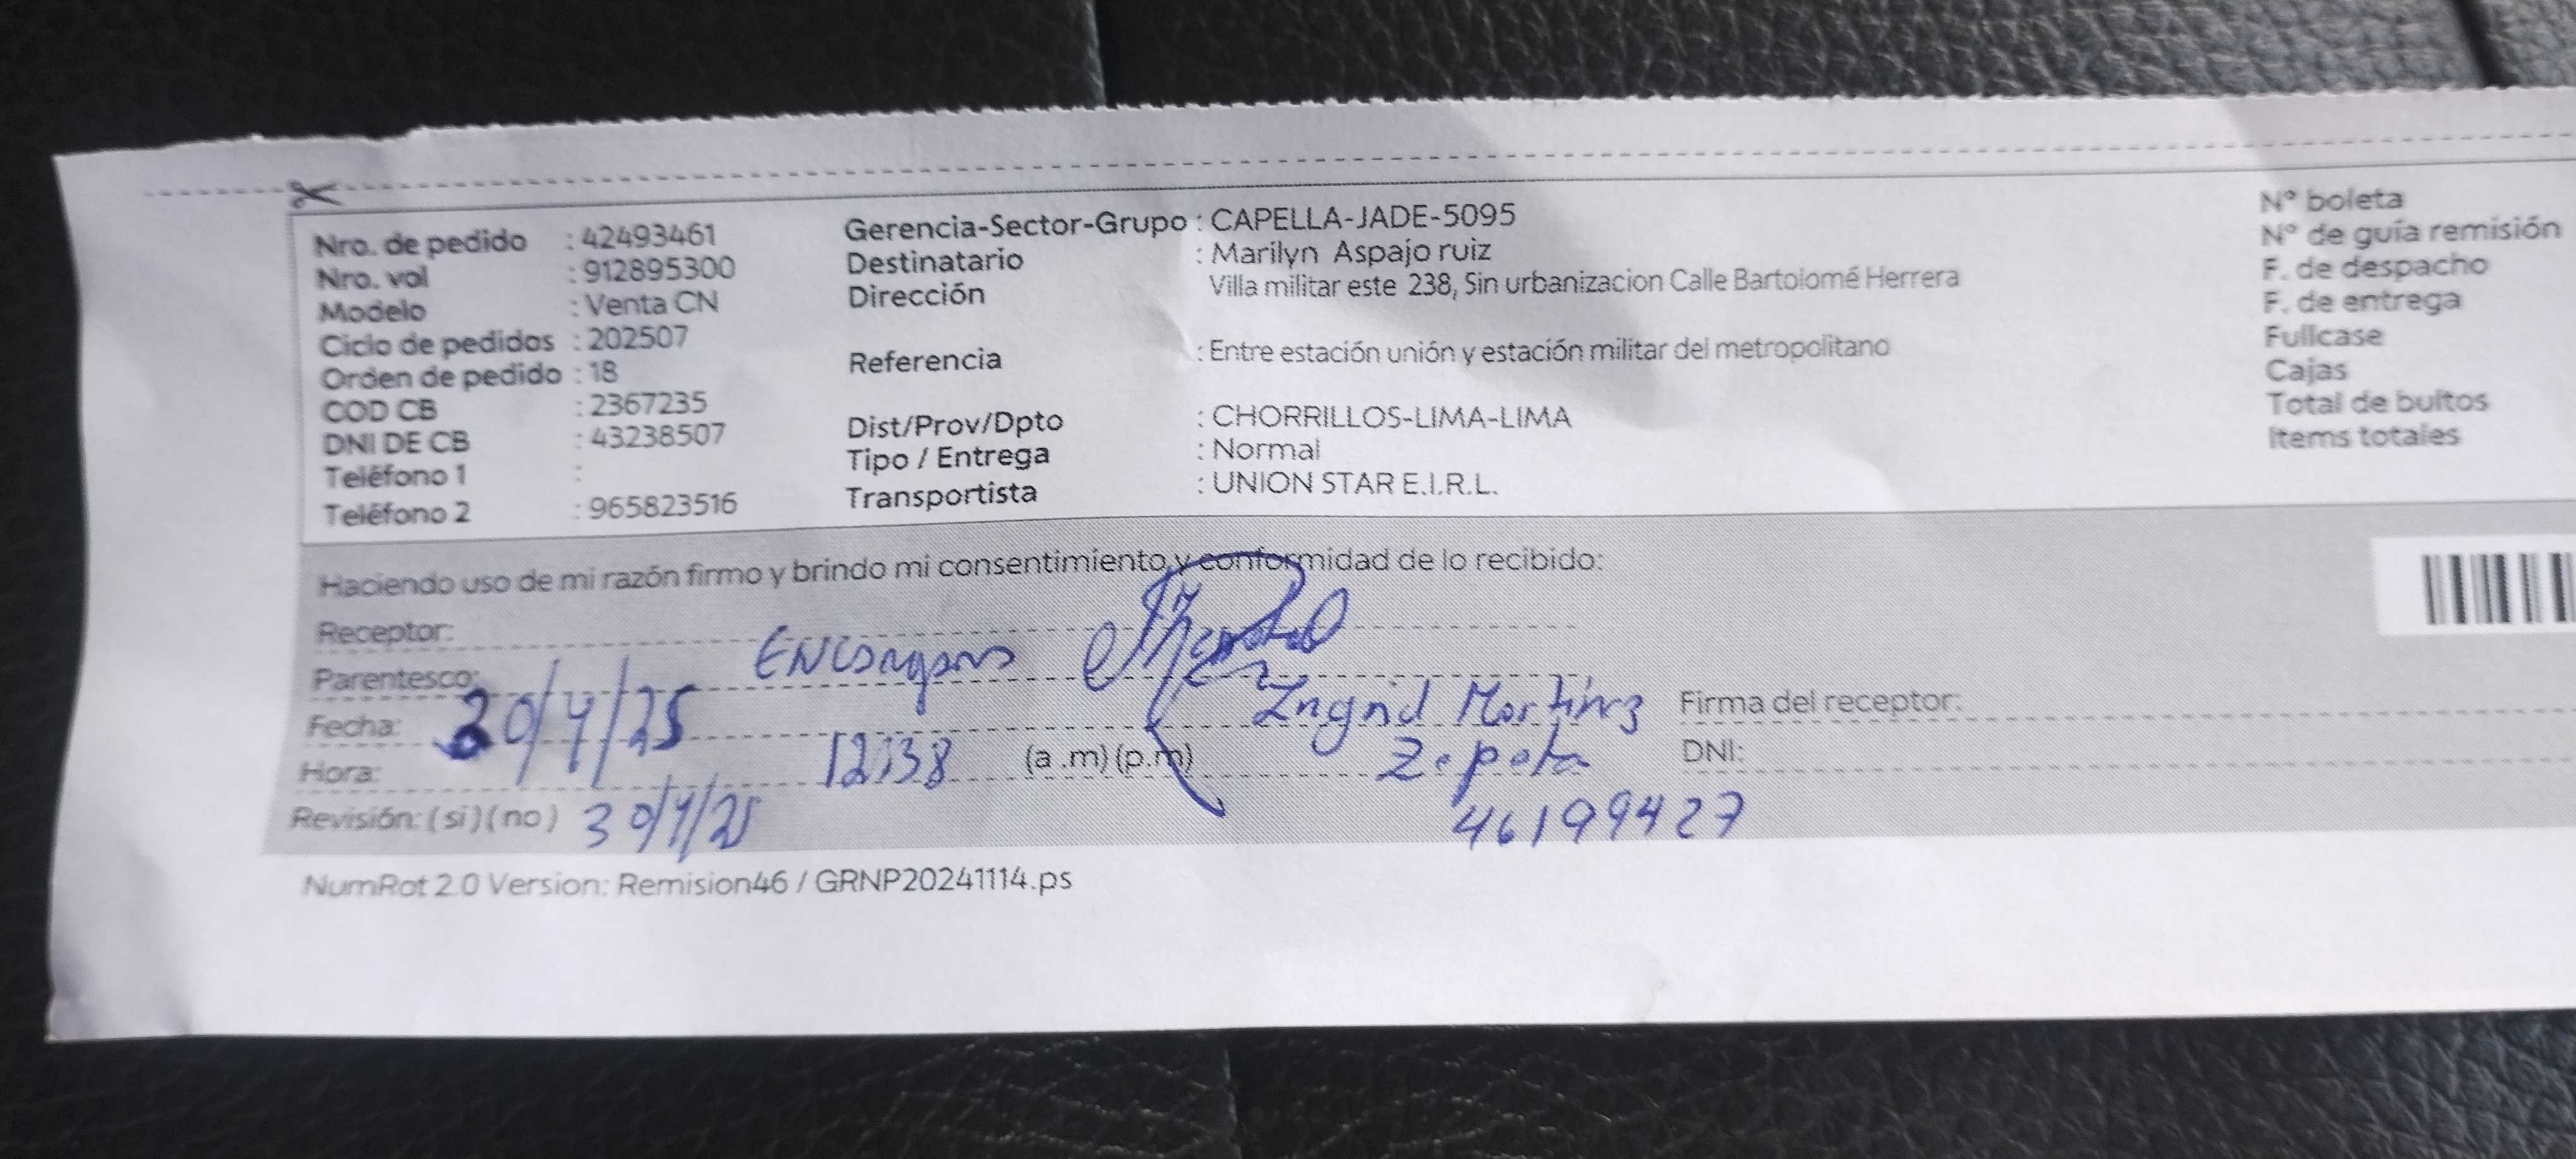 Nro. de pedido : 42493461
Nro. vol : 912895300
Modelo : Venta CN
Ciclo de pedidos : 202507
Orden de pedido : 18
COD CB : 2367235
DNI DE CB : 43238507
Teléfono 1 :
Teléfono 2 : 965823516
Gerencia-Sector-Grupo : CAPELLA-JADE-5095
Destinatario : Marilyn Aspajo ruiz
Dirección Villa militar este 238, Sin urbanizacion Calle Bartolomé Herrera
Referencia : Entre estación unión y estación militar del metropolitano
Dist/Prov/Dpto : CHORRILLOS-LIMA-LIMA
Tipo / Entrega : Normal
Transportista : UNION STAR E.I.R.L.
N° boleta
N° de guía remisión
F. de despacho
F. de entrega
Fullcase
Cajas
Total de bultos
Items totales
Haciendo uso de mi razón firmo y brindo mi consentimiento y conformidad de lo recibido:
Receptor:
Parentesco:
Fecha: 30/4/25
Ingrid Martinez
Firma del receptor:
Hora: 12:38 (a .m)(p.m)
Zepeta
DNI:
Revisión: (si)(no) 30/4/25
46199427
NumRot 2.0 Version: Remision46 / GRNP20241114.ps